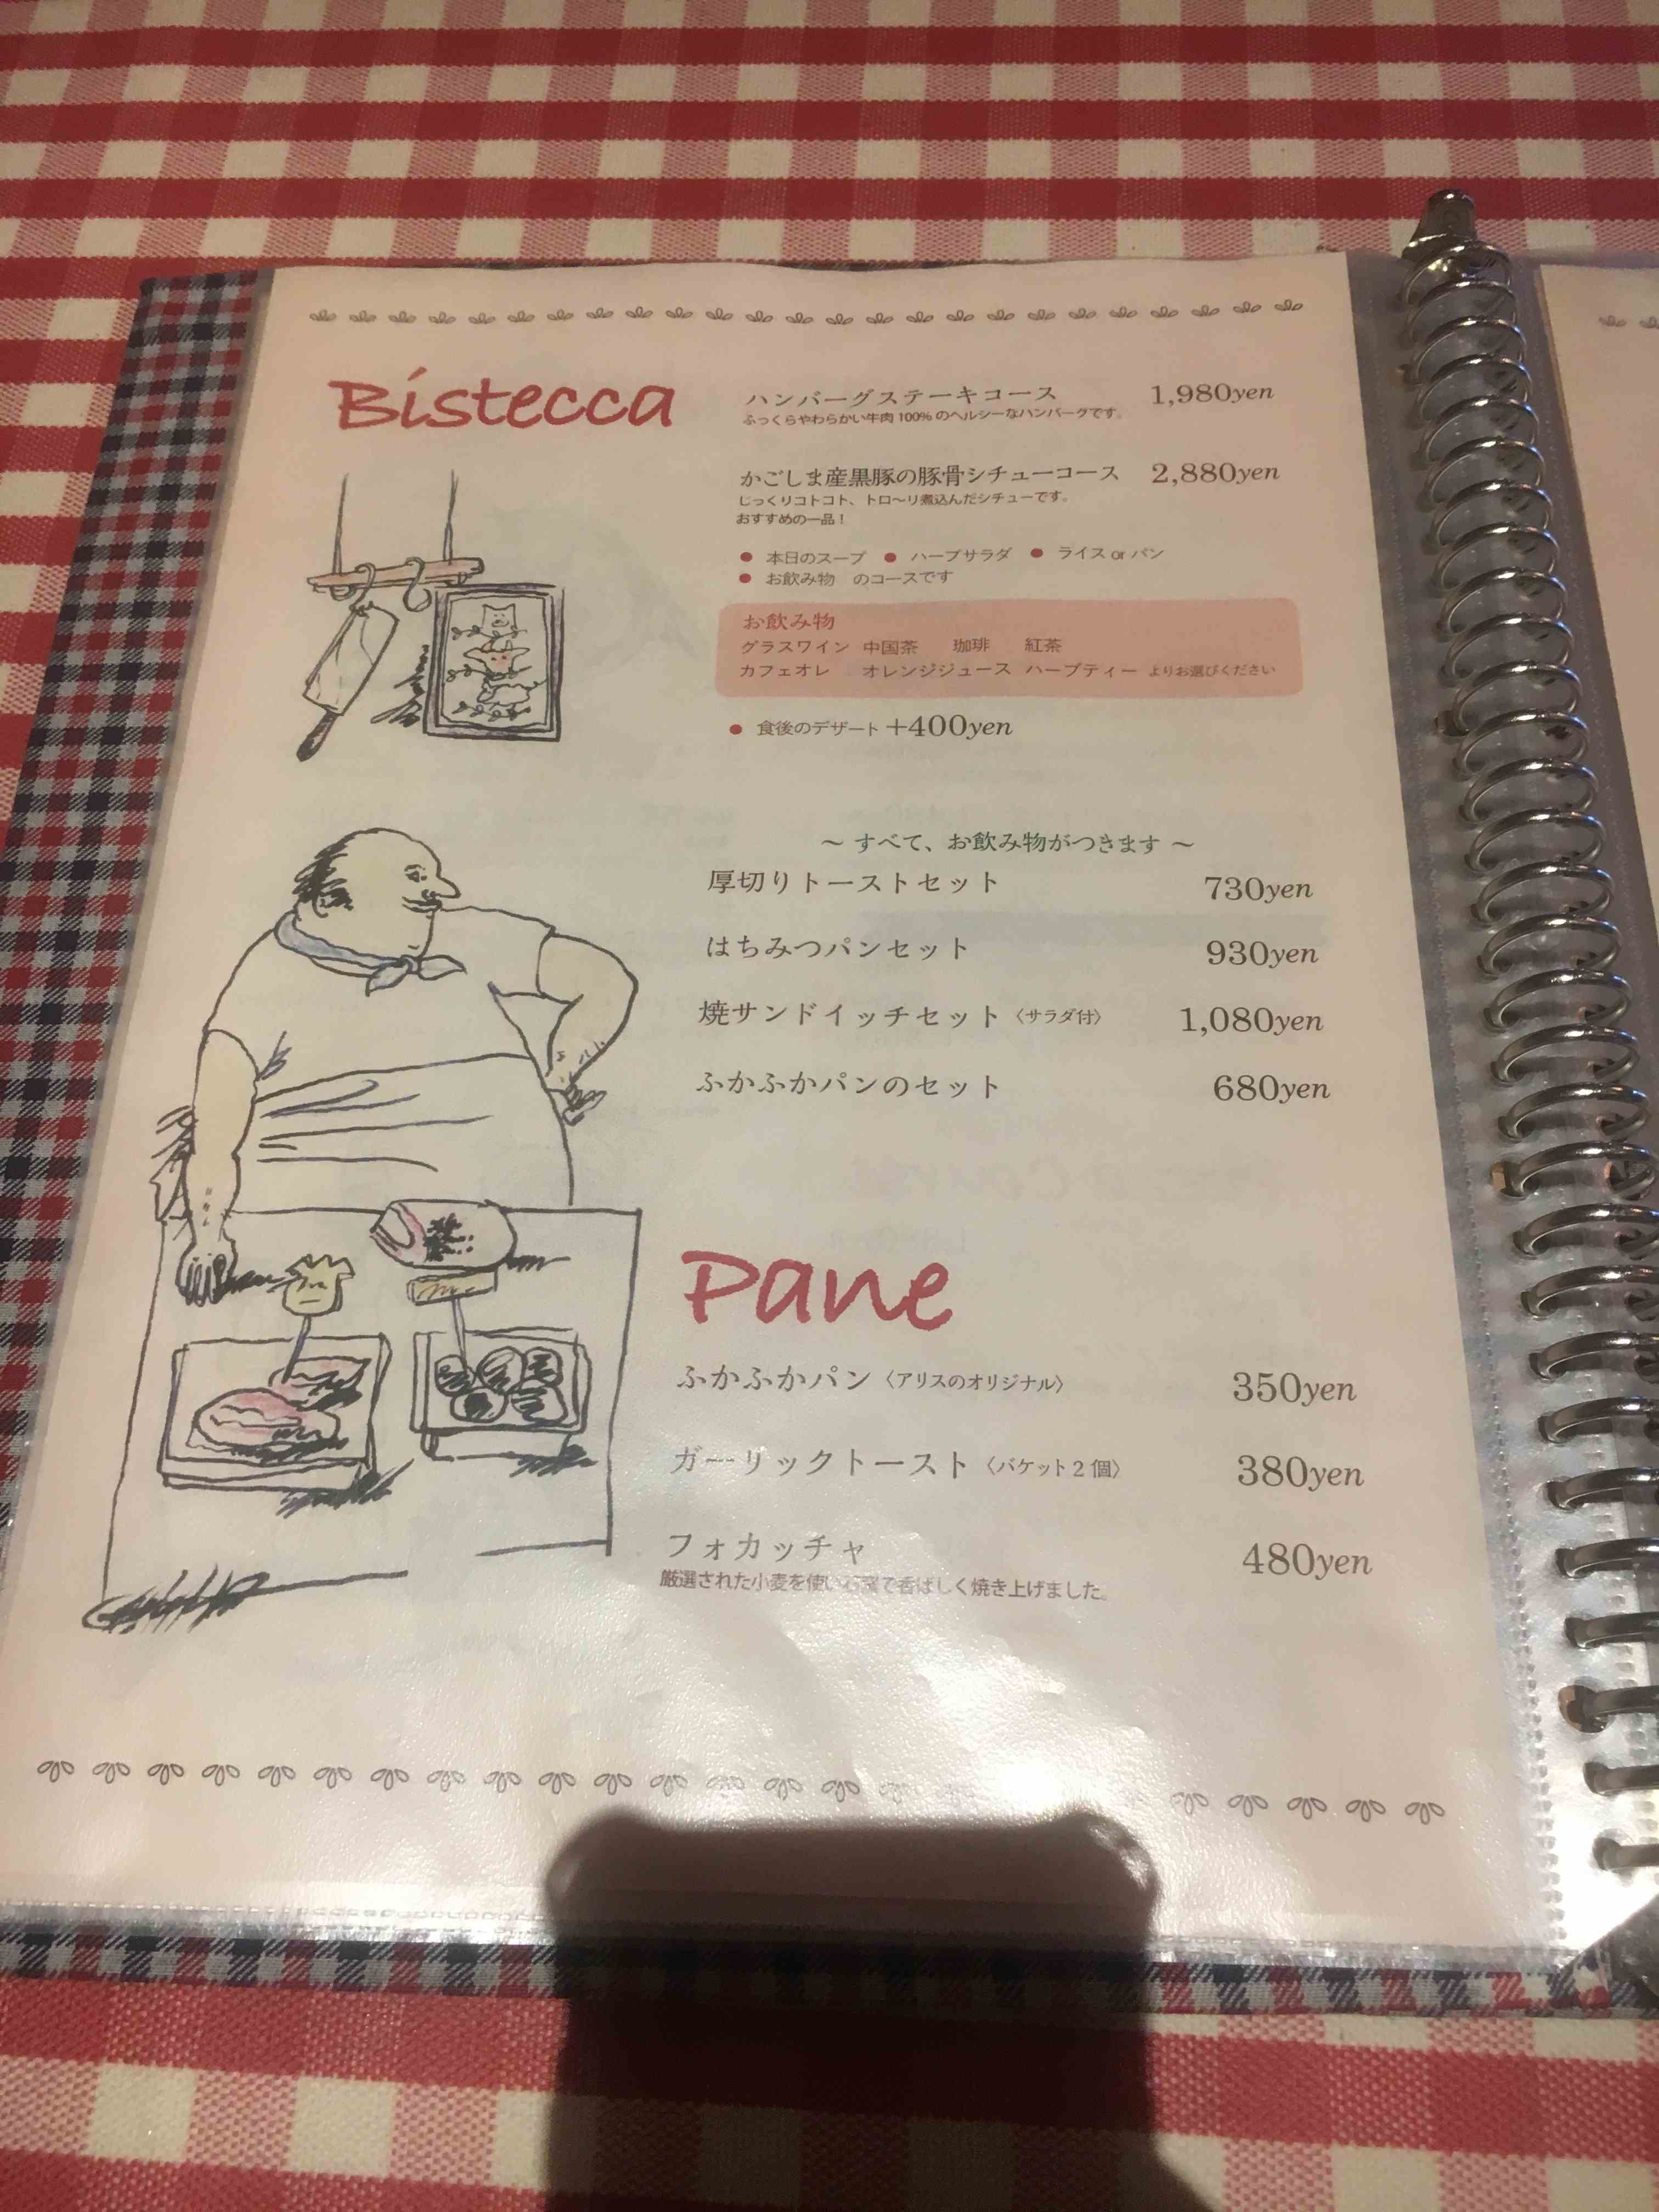 Bistecca
ハンバーグステーキコース 1,980yen
ふっくらやわらかい牛肉100%のヘルシーなハンバークです。
かごしま産黒豚の豚骨シチューコース 2,880yen
じっくりコトコト、トロ〜リ煮込んだシチューです。
おすすめの一品！
● 本日のスープ ● ハーブサラダ ● ライス or パン
● お飲み物 のコースです
お飲み物
グラスワイン 中国茶 珈琲 紅茶
カフェオレ オレンジジュース ハーブティー よりお選びください
● 食後のデザート +400yen
〜 すべて、お飲み物がつきます 〜
厚切りトーストセット 730yen
はちみつパンセット 930yen
焼サンドイッチセット〈サラダ付〉 1,080yen
ふかふかパンのセット 680yen
Pane
ふかふかパン〈アリスのオリジナル〉 350yen
ガーリックトースト〈バケット2個〉 380yen
フォカッチャ 480yen
厳選された小麦を使い石窯で香ばしく焼き上げました。